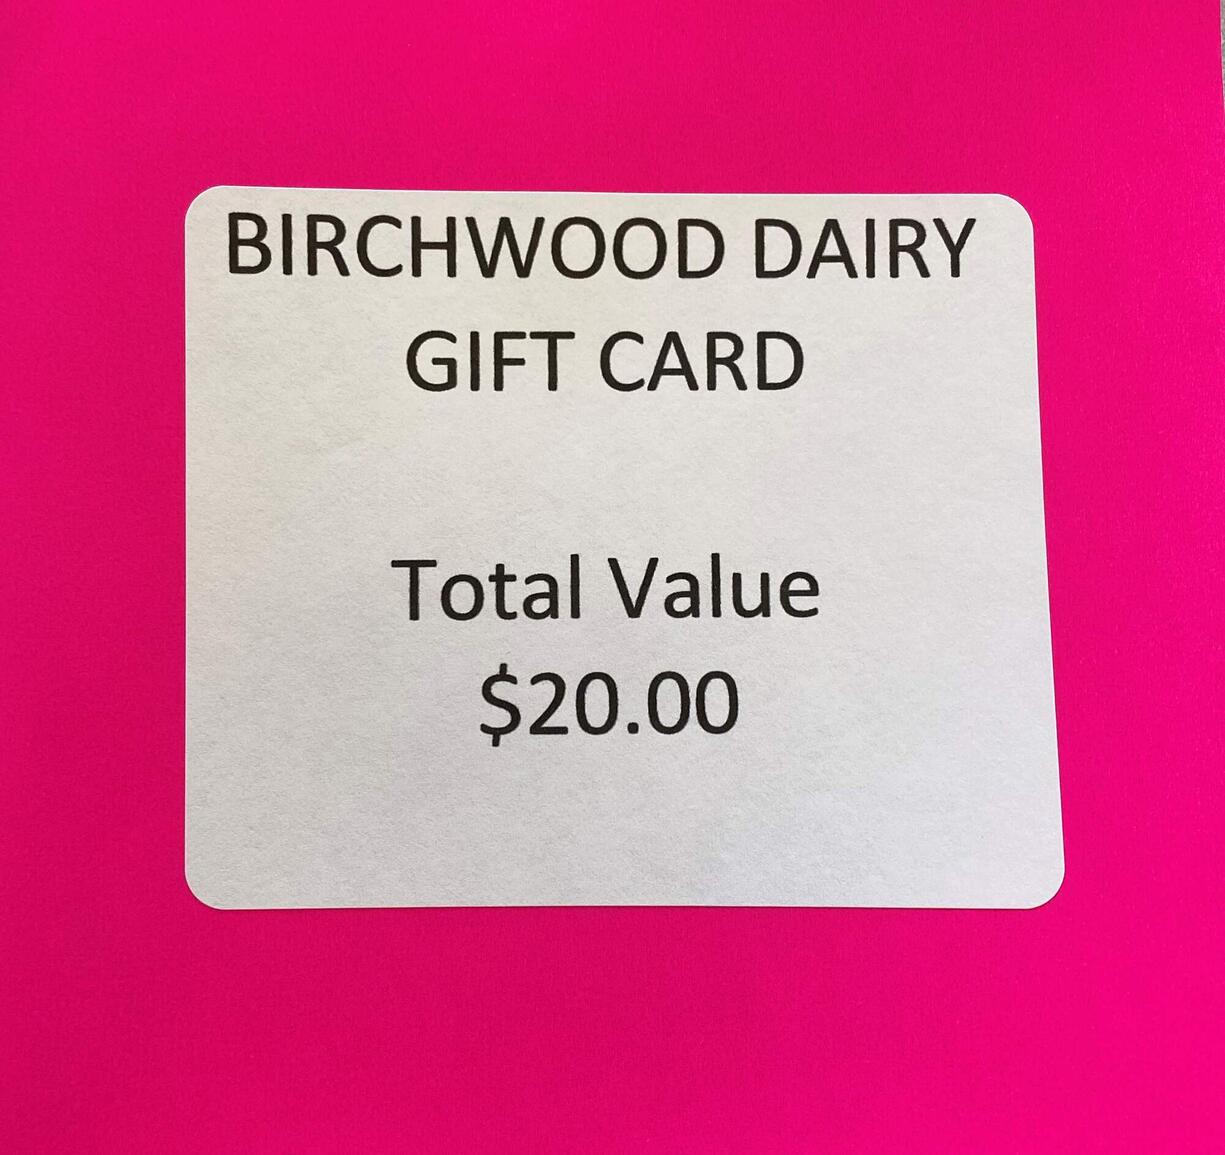 BIRCHWOOD DAIRY
GIFT CARD
Total Value
$20.00